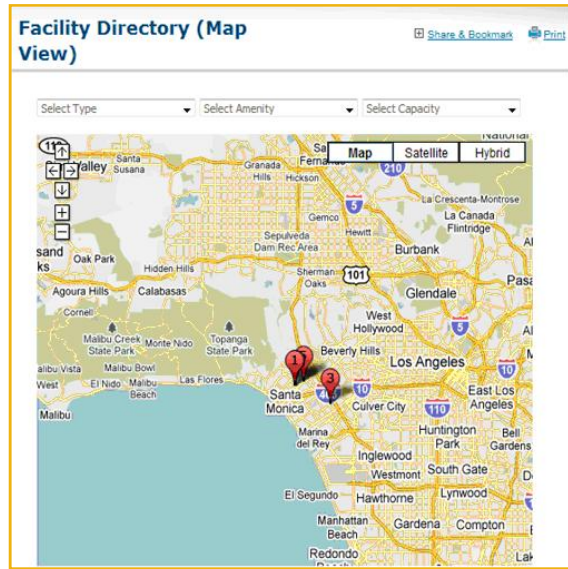 Facility Directory (Map
View)
Share & Bookmark
Print
Select Type
Select Amenity
Select Capacity
Map
Satellite
Hybrid
National
Valley
Santa
Susana
Granada
Hills
Hickson
210
5
La Crescenta-Montrose
La Canada
Flintridge
Gemco
Sepulveda
Dam Rec Area
Hewitt
Burbank
Oak Park
Hidden Hills
Sherman
Oaks
101
Glendale
Agoura Hills
Calabasas
Cornell
West
Hollywood
5
Malibu Creek
State Park
Monte Nido
Topanga
State Park
Beverly Hills
Los Angeles
10
Malibu Bowl
El Nido
Malibu
Beach
Las Flores
1
3
Santa
Monica
10
Culver City
110
East Los
Angeles
Malibu
Marina
del Rey
Huntington
Park
Bell
Gardens
Inglewood
Westmont
South Gate
El Segundo
Hawthorne
Lynwood
Manhattan
Beach
Gardena
Compton
Redondo